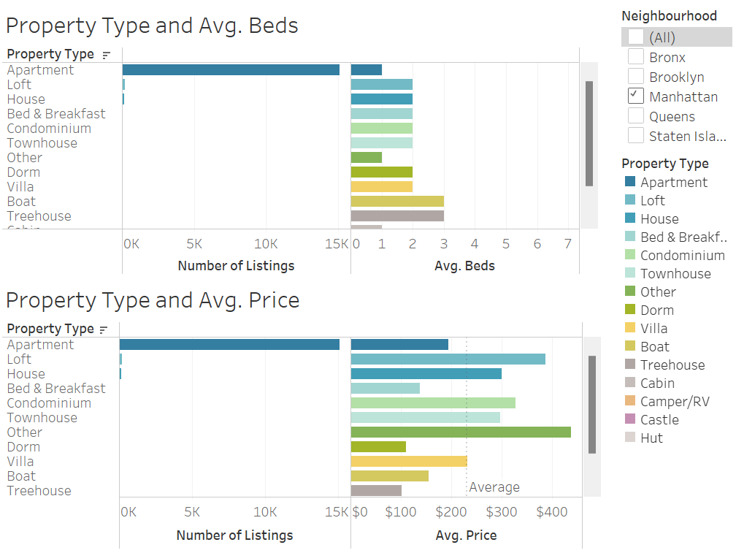 Property Type and Avg. Beds
Property Type
Apartment
Loft
House
Bed & Breakfast
Condominium
Townhouse
Other
Dorm
Villa
Boat
Treehouse
Cabin
0K 5K 10K 15K
0 1 2 3 4 5 6 7
Number of Listings
Avg. Beds
Property Type and Avg. Price
Property Type
Apartment
Loft
House
Bed & Breakfast
Condominium
Townhouse
Other
Dorm
Villa
Boat
Treehouse
Average
0K 5K 10K 15K
$0 $100 $200 $300 $400
Number of Listings
Avg. Price
Neighbourhood
(All)
Bronx
Brooklyn
Manhattan
Queens
Staten Isla...
Property Type
Apartment
Loft
House
Bed & Breakf..
Condominium
Townhouse
Other
Dorm
Villa
Boat
Treehouse
Cabin
Camper/RV
Castle
Hut